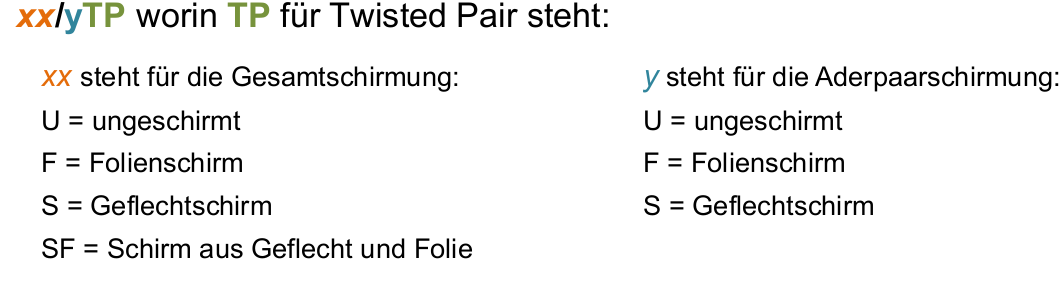 xx/yTP worin TP für Twisted Pair steht:
xx steht für die Gesamtschirmung:
U = ungeschirmt
F = Folienschirm
S = Geflechtschirm
SF = Schirm aus Geflecht und Folie
y steht für die Aderpaarschirmung:
U = ungeschirmt
F = Folienschirm
S = Geflechtschirm